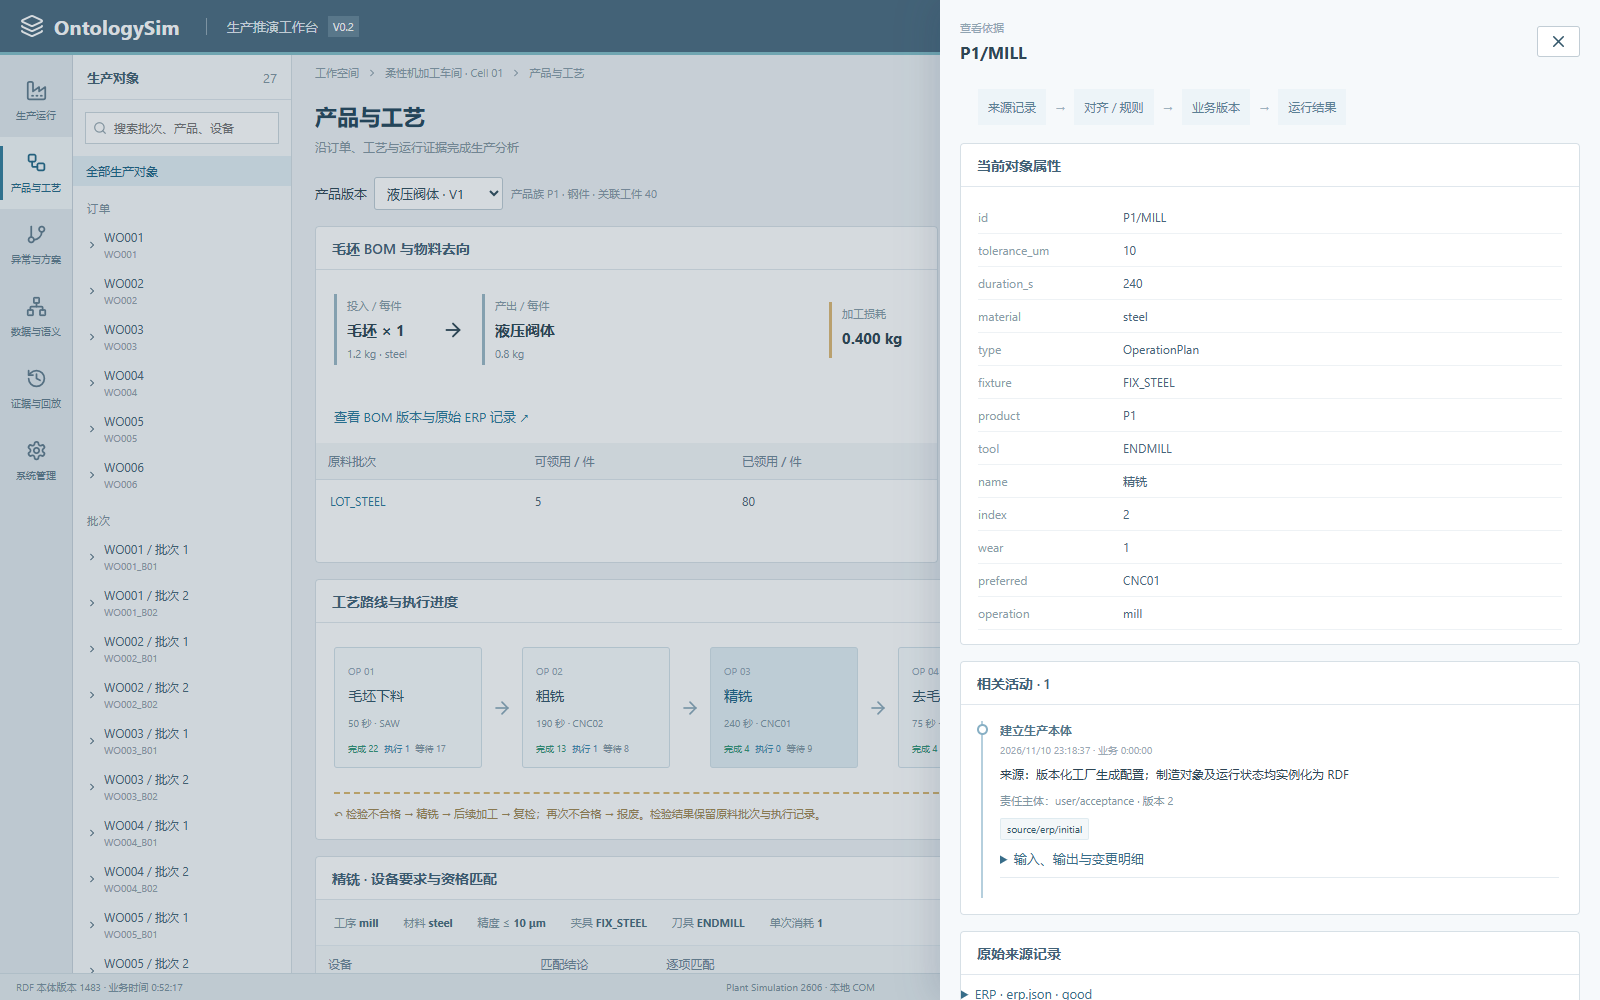 OntologySim
生产推演工作台
V0.2
生产运行
产品与工艺
异常与方案
数据与语义
证据与回放
系统管理
生产对象
27
搜索批次、产品、设备
全部生产对象
订单
WO001
WO001
WO002
WO002
WO003
WO003
WO004
WO004
WO005
WO005
WO006
WO006
批次
WO001 / 批次 1
WO001_B01
WO001 / 批次 2
WO001_B02
WO002 / 批次 1
WO002_B01
WO002 / 批次 2
WO002_B02
WO003 / 批次 1
WO003_B01
WO003 / 批次 2
WO003_B02
WO004 / 批次 1
WO004_B01
WO004 / 批次 2
WO004_B02
WO005 / 批次 1
WO005_B01
WO005 / 批次 2
工作空间 > 柔性机加工车间 · Cell 01 > 产品与工艺
产品与工艺
沿订单、工艺与运行证据完成生产分析
产品版本
液压阀体 · V1
产品族 P1 · 钢件 · 关联工件 40
毛坯 BOM 与物料去向
投入 / 每件
毛坯 × 1
1.2 kg · steel
→
产出 / 每件
液压阀体
0.8 kg
加工损耗
0.400 kg
查看 BOM 版本与原始 ERP 记录 ↗
原料批次 可领用 / 件 已领用 / 件
LOT_STEEL 5 80
工艺路线与执行进度
OP 01
毛坯下料
50 秒 · SAW
完成 22 执行 1 等待 17
→
OP 02
粗铣
190 秒 · CNC02
完成 13 执行 1 等待 8
→
OP 03
精铣
240 秒 · CNC01
完成 4 执行 0 等待 9
→
OP 04
去毛
75 秒 ·
完成 4
↶ 检验不合格 → 精铣 → 后续加工 → 复检；再次不合格 → 报废。检验结果保留原料批次与执行记录。
精铣 · 设备要求与资格匹配
工序 mill 材料 steel 精度 ≤ 10 μm 夹具 FIX_STEEL 刀具 ENDMILL 单次消耗 1
设备 匹配结论 逐项匹配
RDF 本体版本 1483 · 业务时间 0:52:17
Plant Simulation 2606 · 本地 COM
查看依据
P1/MILL
来源记录 → 对齐 / 规则 → 业务版本 → 运行结果
当前对象属性
id P1/MILL
tolerance_um 10
duration_s 240
material steel
type OperationPlan
fixture FIX_STEEL
product P1
tool ENDMILL
name 精铣
index 2
wear 1
preferred CNC01
operation mill
相关活动 · 1
建立生产本体
2026/11/10 23:18:37 · 业务 0:00:00
来源：版本化工厂生成配置；制造对象及运行状态均实例化为 RDF
责任主体：user/acceptance · 版本 2
source/erp/initial
▶ 输入、输出与变更明细
原始来源记录
▶ ERP · erp.json · good